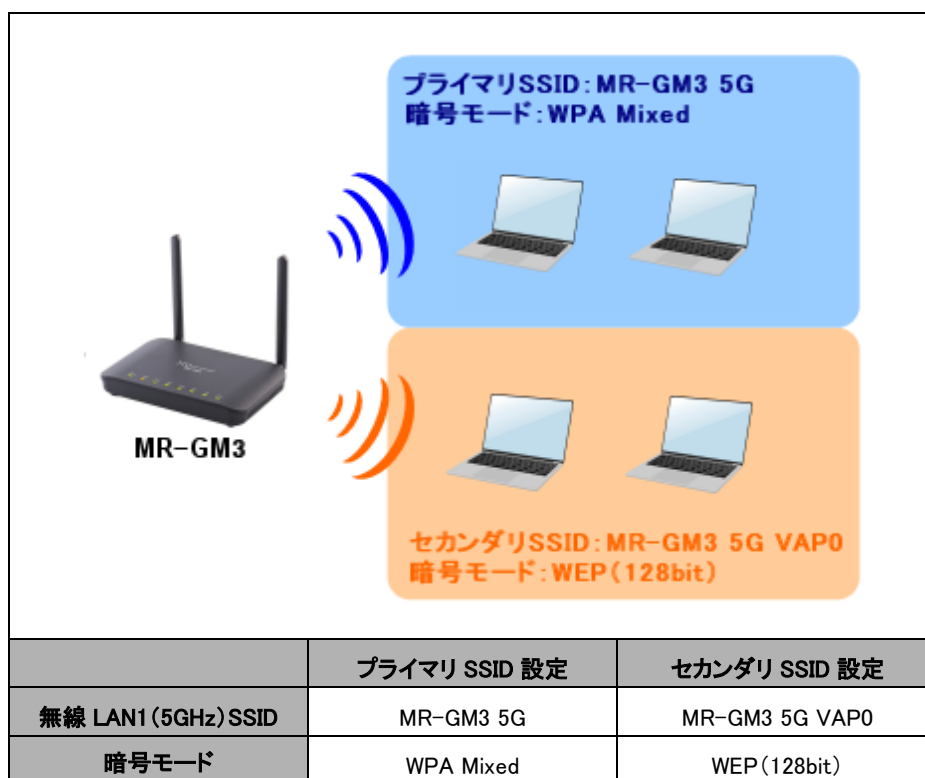 プライマリSSID：MR-GM3 5G
暗号モード：WPA Mixed
MR-GM3
セカンダリSSID：MR-GM3 5G VAP0
暗号モード：WEP（128bit）
プライマリ SSID 設定 セカンダリ SSID 設定
無線 LAN1（5GHz）SSID MR-GM3 5G MR-GM3 5G VAP0
暗号モード WPA Mixed WEP（128bit）